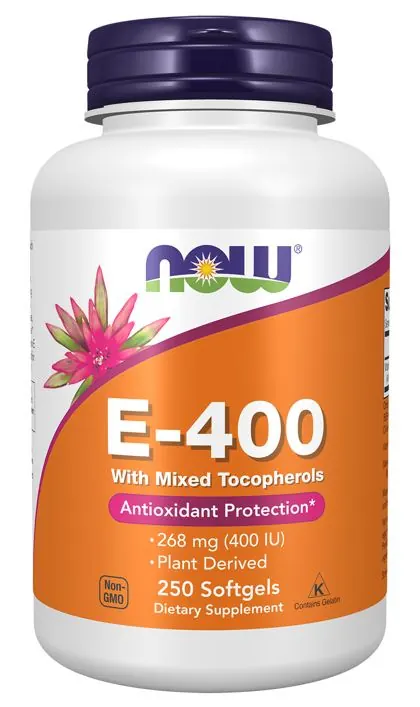 now®
E-400
With Mixed Tocopherols
Antioxidant Protection*
• 268 mg (400 IU)
• Plant Derived
250 Softgels
Dietary Supplement
Non-
GMO
K
Contains Gelatin